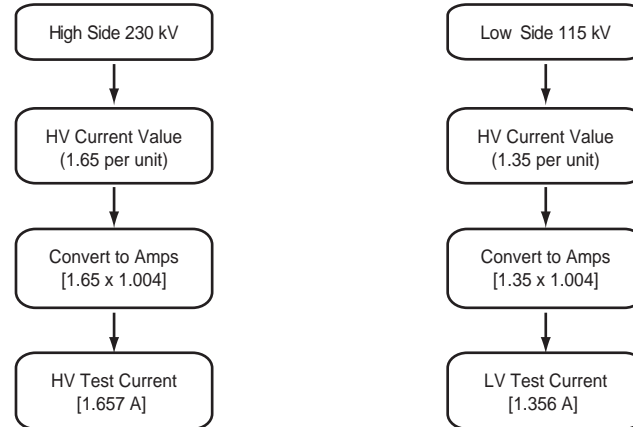 High Side 230 kV
HV Current Value
(1.65 per unit)
Convert to Amps
[1.65 x 1.004]
HV Test Current
[1.657 A]
Low Side 115 kV
HV Current Value
(1.35 per unit)
Convert to Amps
[1.35 x 1.004]
LV Test Current
[1.356 A]